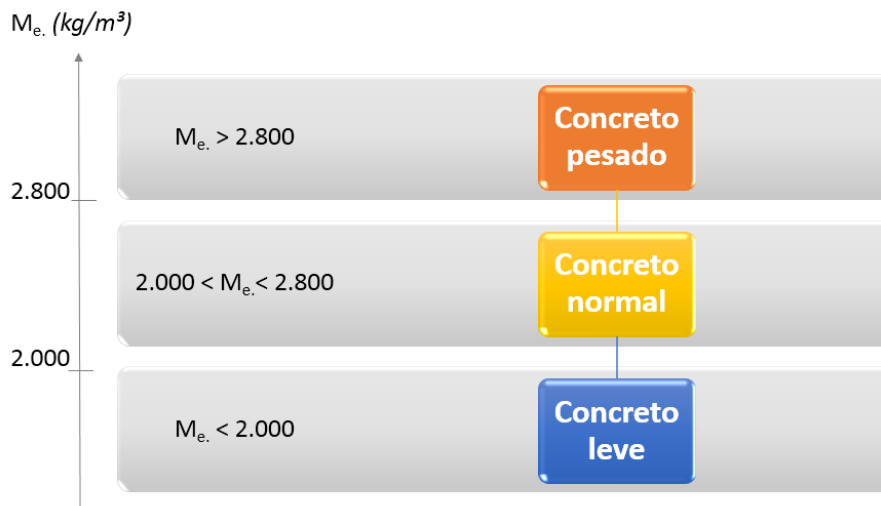 Me. (kg/m³)
Me. > 2.800
Concreto
pesado
2.800
2.000 < Me.< 2.800
Concreto
normal
2.000
Me. < 2.000
Concreto
leve